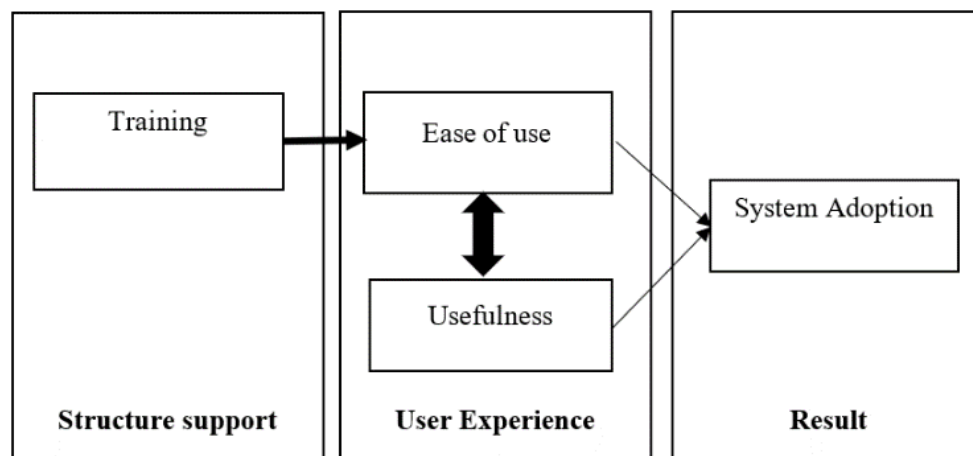 Training
Ease of use
Usefulness
System Adoption
Structure support
User Experience
Result